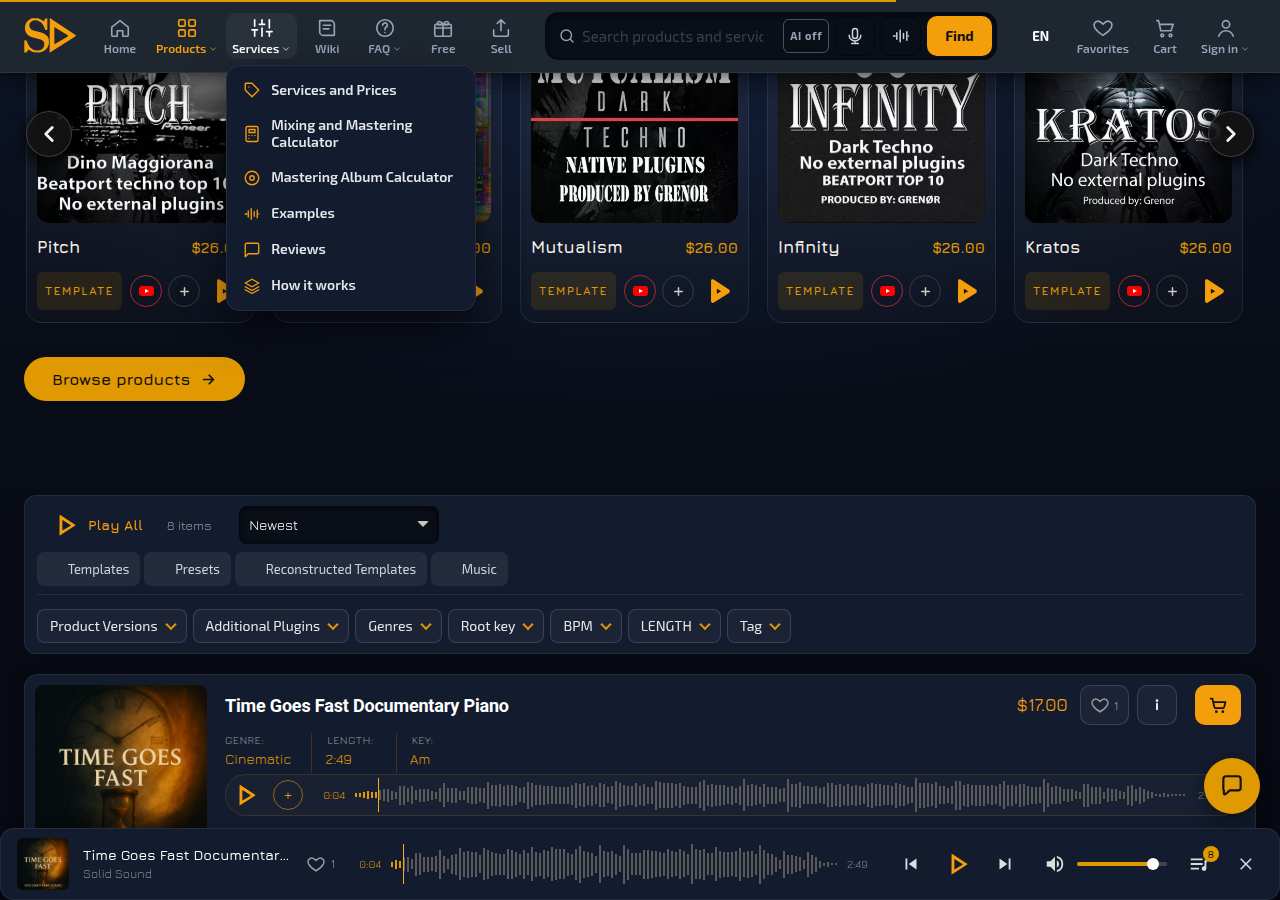 SD
Home
Products
Services
Wiki
FAQ
Free
Sell
Search products and servic
AI off
Find
EN
Favorites
Cart
Sign in
Services and Prices
Mixing and Mastering
Calculator
Mastering Album Calculator
Examples
Reviews
How it works
PITCH
Pioneer
Dino Maggiorana
Beatport techno top 10
No external plugins
MUTUALISM
DARK
TECHNO
NATIVE PLUGINS
PRODUCED BY GRENOR
INFINITY
Dark Techno
No external plugins
BEATPORT TOP 10
PRODUCED BY: GRENØR
KRATOS
Dark Techno
No external plugins
Produced by: Grenor
Pitch
Mutualism
$26.00
Infinity
$26.00
Kratos
$26.00
TEMPLATE
TEMPLATE
TEMPLATE
TEMPLATE
Browse products
Play All
8 items
Newest
Templates
Presets
Reconstructed Templates
Music
Product Versions
Additional Plugins
Genres
Root key
BPM
LENGTH
Tag
TIME GOES
FAST
Time Goes Fast Documentary Piano
$17.00
1
i
GENRE:
LENGTH:
KEY:
Cinematic
2:49
Am
0:04
TIME GOES
FAST
Time Goes Fast Documentar...
Solid Sound
1
0:04
2:49
8